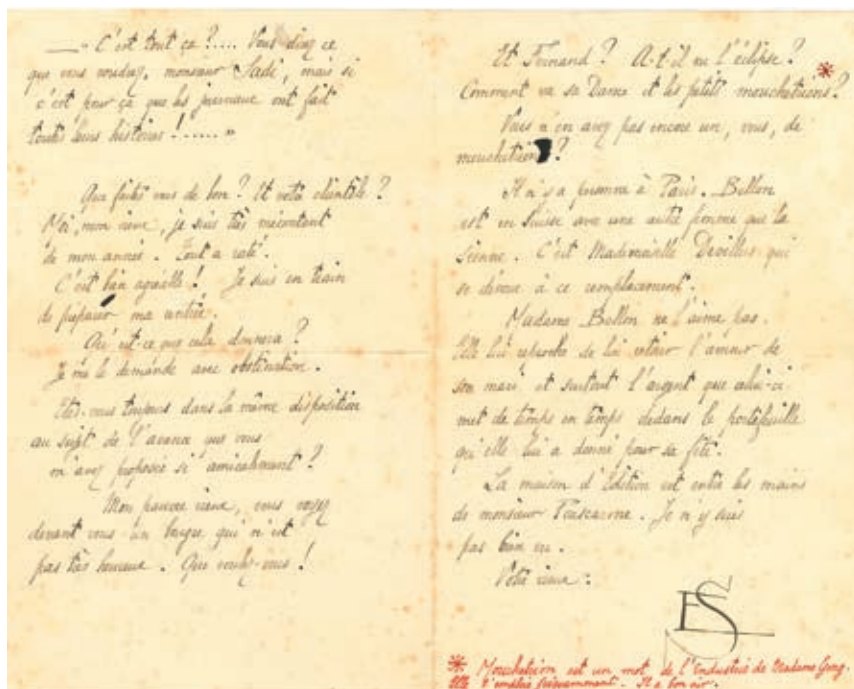 —« C'est tout ça ?.... Vous direz ce
que vous voudrez, monsieur Sadi, mais si
c'est pour ça que les journaux ont fait
toutes leurs histoires !...... »
Que faites vous de bon ? Et votre clientèle ?
Moi, mon vieux, je suis très mécontent
de mon année. Tout a raté.
C'est bien agréable ! Je suis en train
de préparer ma rentrée.
Qu'est-ce que cela donnera ?
Je me le demande avec obstination.
Etes-vous toujours dans la même disposition
au sujet de l'avance que vous
m'avez proposée si amicalement ?
Mon pauvre vieux, vous voyez
devant vous un bougre qui n'est
pas très heureux. Que voulez-vous !
Et Fernand ? A-t-il vu l'éclipse ?
Comment va sa Dame et les petits mouchatrions* ?
Vous n'en avez pas encore un, vous, de
mouchatrion ?
Il n'y a personne à Paris. Bellon
est en Suisse avec une autre femme que la
sienne. C'est Mademoiselle Deviller qui
se dévoue à ce remplacement.
Madame Bellon ne l'aime pas.
Elle lui reproche de lui retirer l'amour de
son mari et surtout l'argent que celui-ci
met de temps en temps dedans le portefeuille
qu'elle lui a donné pour sa fête.
La maison d'Edition est entre les mains
de monsieur . Je n'y suis
pas bien vu.
Votre vieux :
ES
* Mouchatrion est un mot de l'industrie de Madame Geng.
Elle l'emploie fréquemment. Il a bon air.